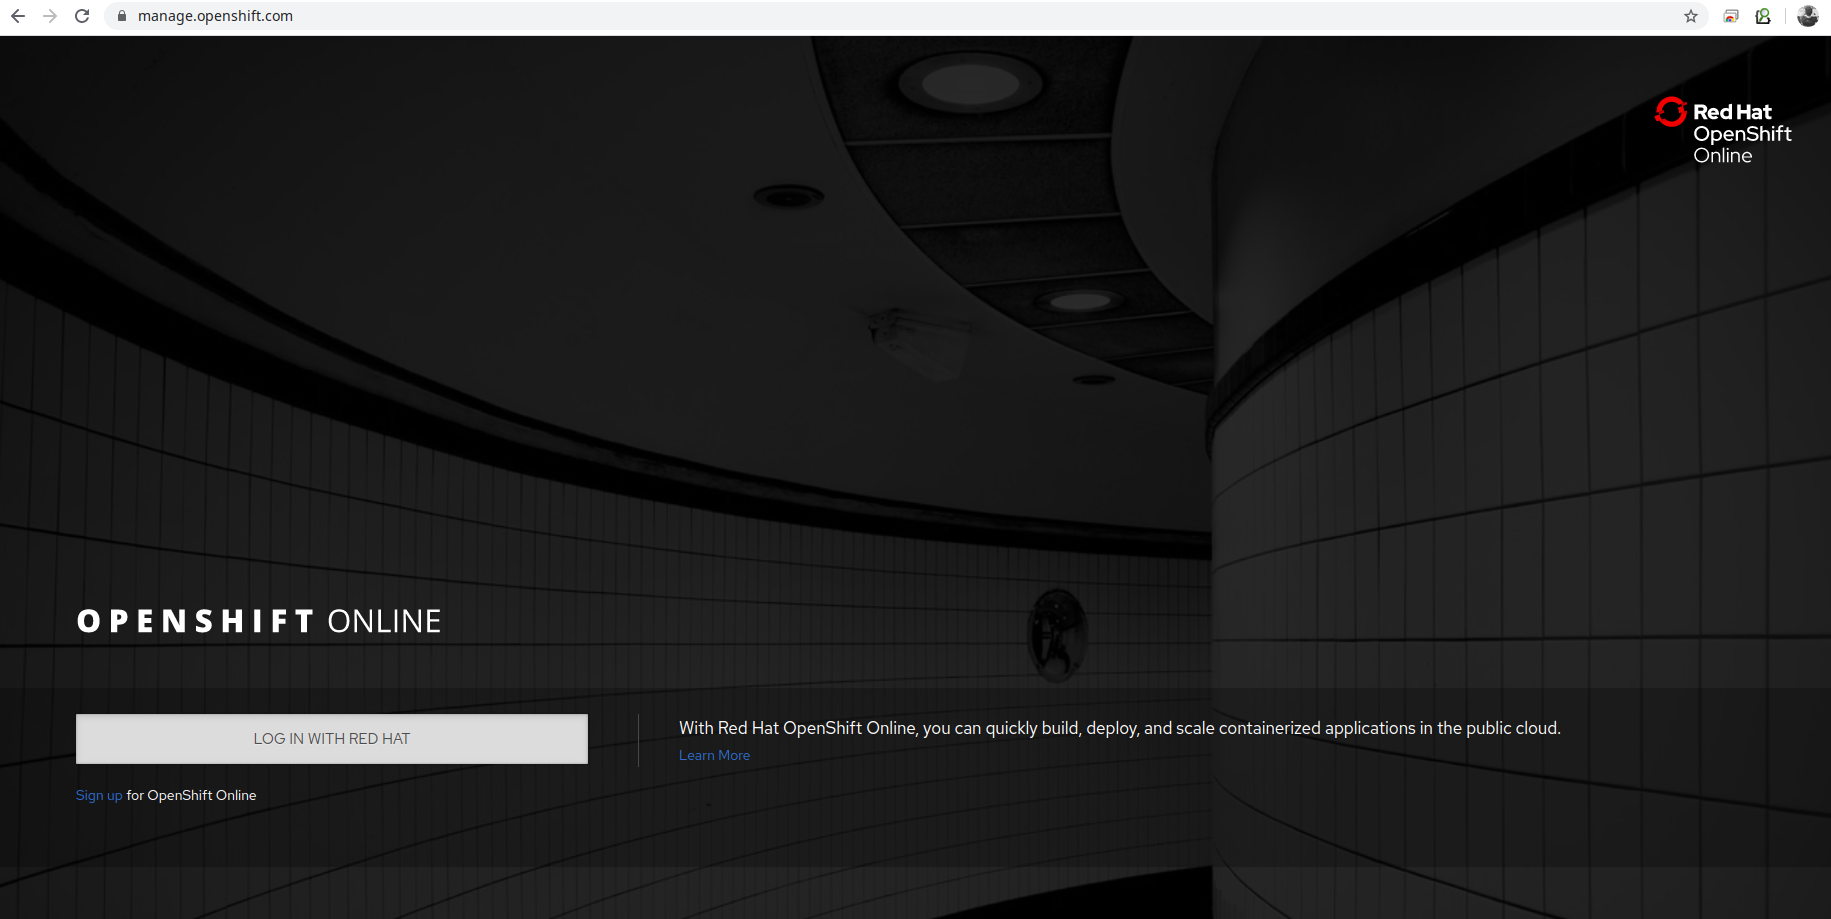 manage.openshift.com
Red Hat
OpenShift
Online
OPENSHIFT ONLINE
LOG IN WITH RED HAT
Sign up for OpenShift Online
With Red Hat OpenShift Online, you can quickly build, deploy, and scale containerized applications in the public cloud.
Learn More